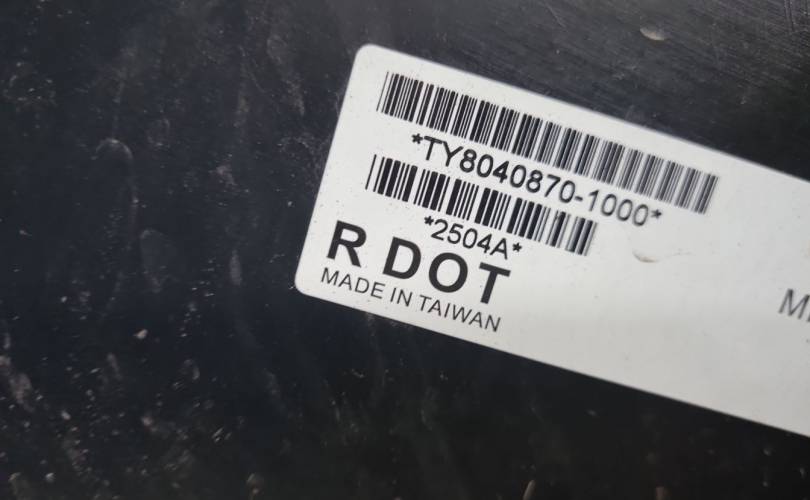 *TY8040870-1000*
*2504A*
R DOT
MADE IN TAIWAN